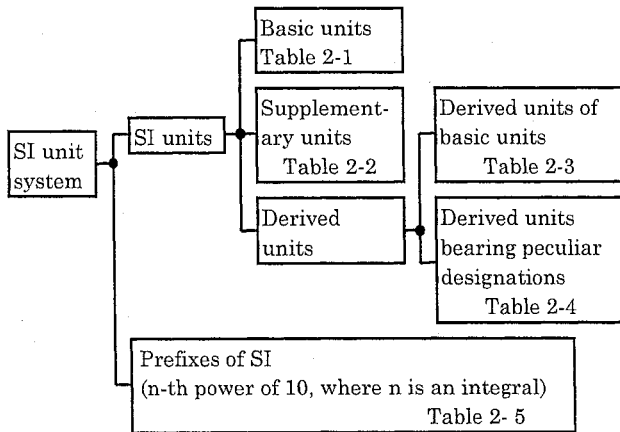 SI unit
system
SI units
Basic units
Table 2-1
Supplement-
ary units
Table 2-2
Derived
units
Derived units of
basic units
Table 2-3
Derived units
bearing peculiar
designations
Table 2-4
Prefixes of SI
(n-th power of 10, where n is an integral)
Table 2- 5